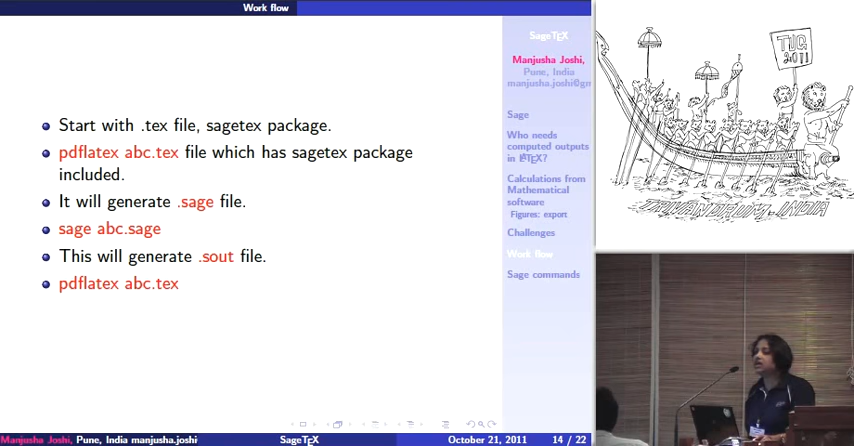 Work flow
Start with .tex file, sagetex package.
pdflatex abc.tex file which has sagetex package
included.
It will generate .sage file.
sage abc.sage
This will generate .sout file.
pdflatex abc.tex
SageTEX
Manjusha Joshi,
Pune, India
manjusha.joshi@gm
Sage
Who needs
computed outputs
in LATEX?
Calculations from
Mathematical
software
Figures: export
Challenges
Work flow
Sage commands
Manjusha Joshi, Pune, India manjusha.joshi
SageTEX
October 21, 2011
14 / 22
TUG
2011
TRIVANDRUM-INDIA